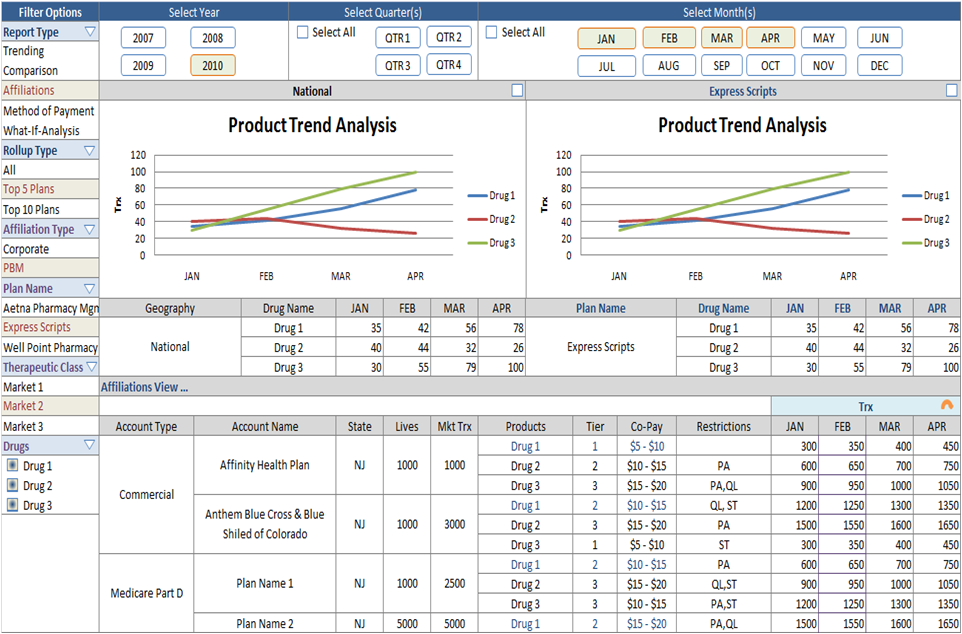 Filter Options Select Year Select Quarter(s) Select Month(s)
Report Type
Trending
Comparison
Affiliations
Method of Payment
What-If-Analysis
Rollup Type
All
Top 5 Plans
Top 10 Plans
Affiliation Type
Corporate
PBM
Plan Name
Aetna Pharmacy Mgn
Express Scripts
Well Point Pharmacy
Therapeutic Class
Market 1
Market 2
Market 3
Drugs
Drug 1
Drug 2
Drug 3
2007 2008
2009 2010
Select All QTR1 QTR2
QTR3 QTR4
Select All JAN FEB MAR APR MAY JUN
JUL AUG SEP OCT NOV DEC
National
Product Trend Analysis
Trx
120
100
80
60
40
20
0
JAN FEB MAR APR
Drug 1
Drug 2
Drug 3
Express Scripts
Product Trend Analysis
Trx
120
100
80
60
40
20
0
JAN FEB MAR APR
Drug 1
Drug 2
Drug 3
Geography Drug Name JAN FEB MAR APR
National
Drug 1 35 42 56 78
Drug 2 40 44 32 26
Drug 3 30 55 79 100
Plan Name Drug Name JAN FEB MAR APR
Express Scripts
Drug 1 35 42 56 78
Drug 2 40 44 32 26
Drug 3 30 55 79 100
Affiliations View ...
Trx
Account Type Account Name State Lives Mkt Trx Products Tier Co-Pay Restrictions JAN FEB MAR APR
Commercial
Affinity Health Plan NJ 1000 1000
Drug 1 1 $5 - $10 300 350 400 450
Drug 2 2 $10 - $15 PA 600 650 700 750
Drug 3 3 $15 - $20 PA,QL 900 950 1000 1050
Anthem Blue Cross & Blue
Shiled of Colorado
NJ 1000 3000
Drug 1 2 $10 - $15 QL, ST 1200 1250 1300 1350
Drug 2 3 $15 - $20 PA 1500 1550 1600 1650
Drug 3 1 $5 - $10 ST 300 350 400 450
Medicare Part D
Plan Name 1 NJ 1000 2500
Drug 1 2 $10 - $15 PA 600 650 700 750
Drug 2 3 $15 - $20 QL,ST 900 950 1000 1050
Drug 3 3 $10 - $15 PA,ST 1200 1250 1300 1350
Plan Name 2 NJ 5000 5000 Drug 1 2 $15 - $20 PA,QL 1500 1550 1600 1650